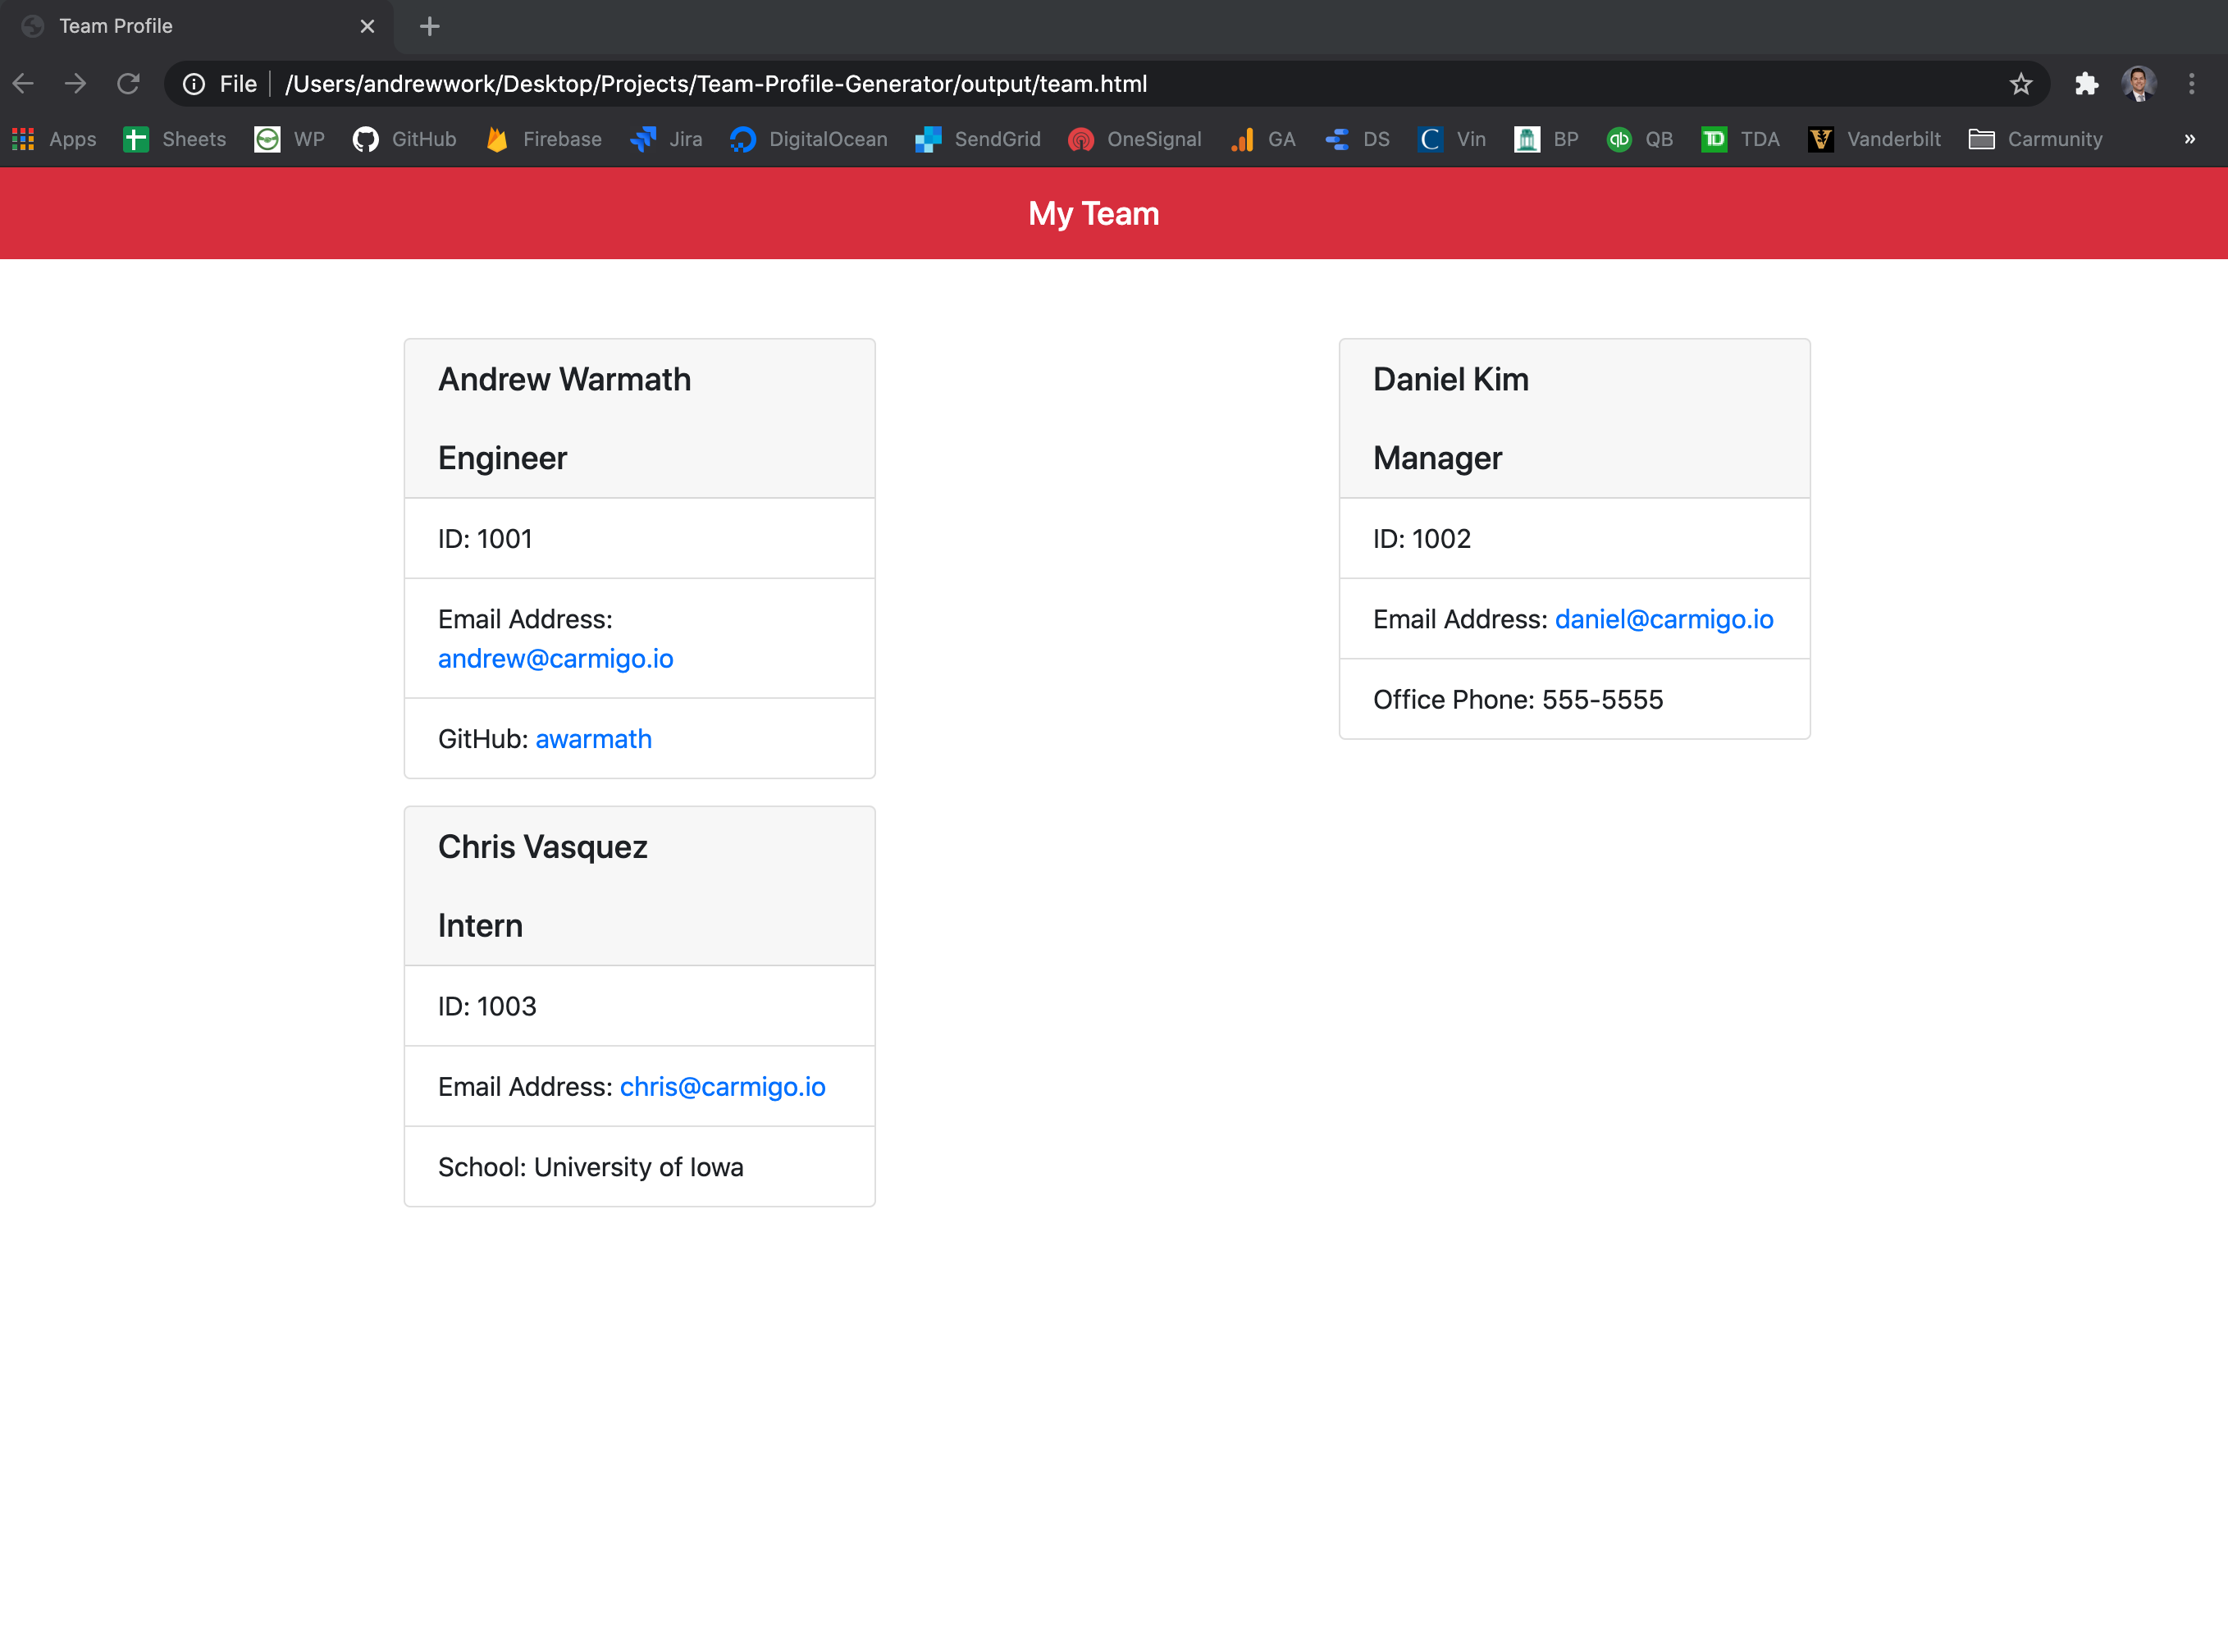 Team Profile
File /Users/andrewwork/Desktop/Projects/Team-Profile-Generator/output/team.html
Apps Sheets WP GitHub Firebase Jira DigitalOcean SendGrid OneSignal GA DS C Vin BP qb QB TD TDA V Vanderbilt Carmunity »
My Team
Andrew Warmath
Engineer
ID: 1001
Email Address:
andrew@carmigo.io
GitHub: awarmath
Daniel Kim
Manager
ID: 1002
Email Address: daniel@carmigo.io
Office Phone: 555-5555
Chris Vasquez
Intern
ID: 1003
Email Address: chris@carmigo.io
School: University of Iowa